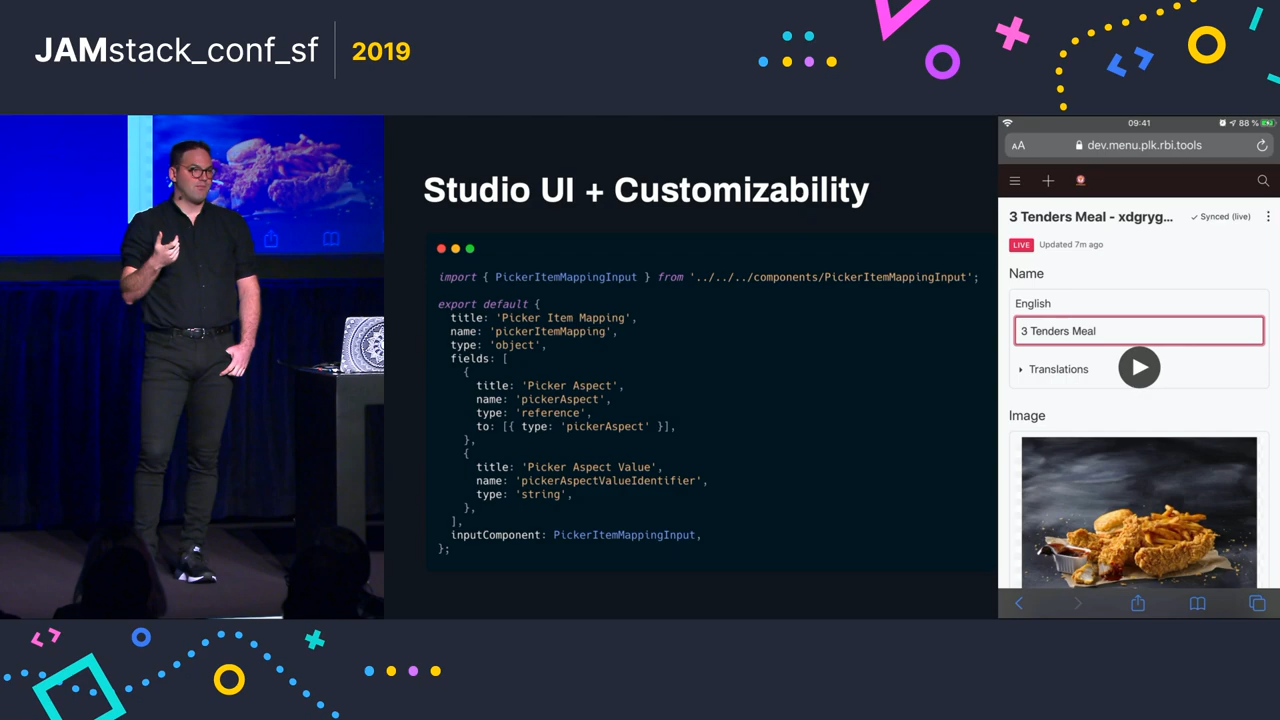 JAMstack_conf_sf 2019
Studio UI + Customizability
import { PickerItemMappingInput } from '../../../components/PickerItemMappingInput';
export default {
title: 'Picker Item Mapping',
name: 'pickerItemMapping',
type: 'object',
fields: [
{
title: 'Picker Aspect',
name: 'pickerAspect',
type: 'reference',
to: [{ type: 'pickerAspect' }],
},
{
title: 'Picker Aspect Value',
name: 'pickerAspectValueIdentifier',
type: 'string',
},
],
inputComponent: PickerItemMappingInput,
};
09:41
88 %
AA
dev.menu.plk.rbi.tools
3 Tenders Meal - xdgryg...
✓ Synced (live)
LIVE
Updated 7m ago
Name
English
3 Tenders Meal
Translations
Image